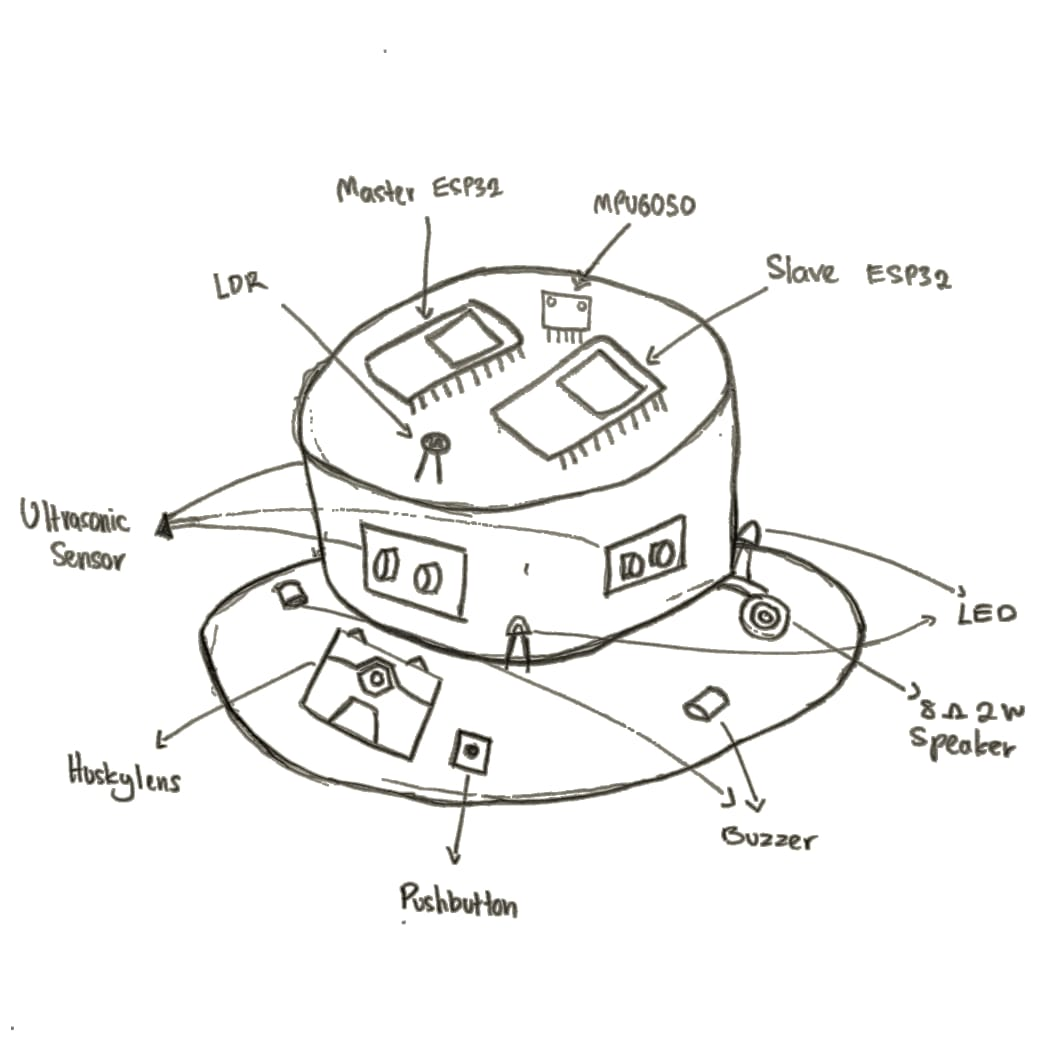 Master ESP32
MPU6050
LDR
Slave ESP32
Ultrasonic
Sensor
LED
8Ω 2W
Speaker
Huskylens
Buzzer
Pushbutton